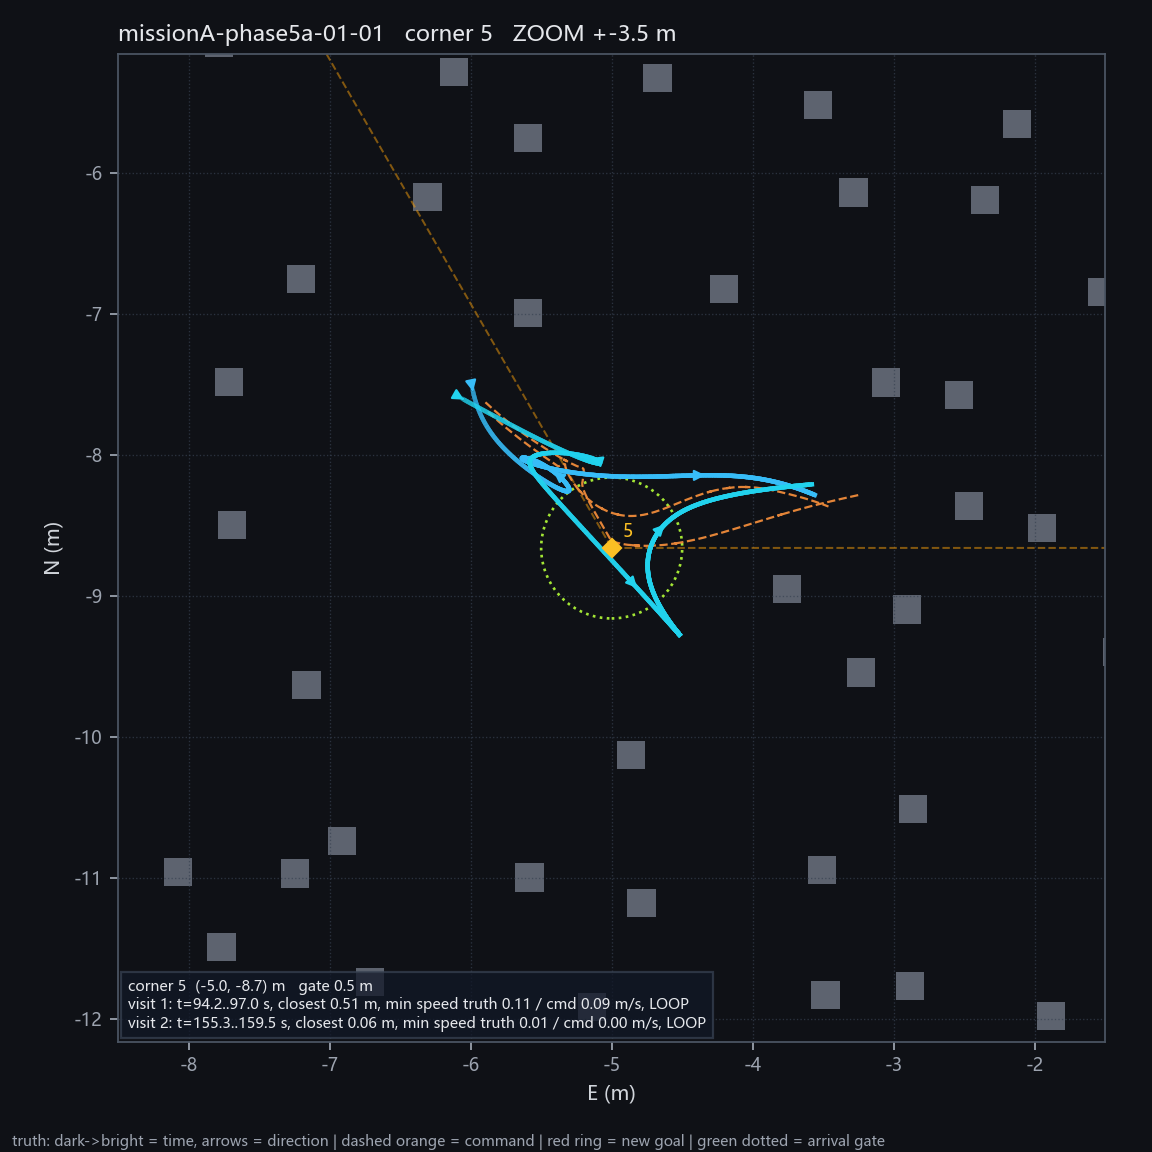 missionA-phase5a-01-01   corner 5   ZOOM +-3.5 m
-6
-7
-8
-9
-10
-11
-12
N (m)
5
corner 5  (-5.0, -8.7) m   gate 0.5 m
visit 1: t=94.2..97.0 s, closest 0.51 m, min speed truth 0.11 / cmd 0.09 m/s, LOOP
visit 2: t=155.3..159.5 s, closest 0.06 m, min speed truth 0.01 / cmd 0.00 m/s, LOOP
-8 -7 -6 -5 -4 -3 -2
E (m)
truth: dark->bright = time, arrows = direction | dashed orange = command | red ring = new goal | green dotted = arrival gate